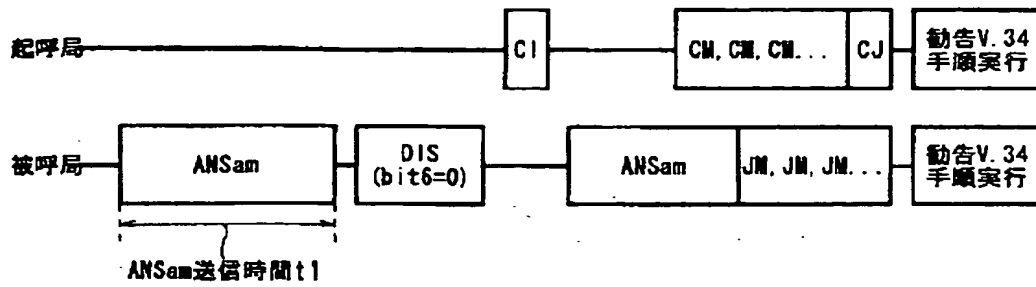 起呼局
CI
CM, CM, CM...
CJ
勧告V.34
手順実行
被呼局
ANSam
DIS
(bit6=0)
ANSam
JM, JM, JM...
勧告V.34
手順実行
ANSam送信時間t1